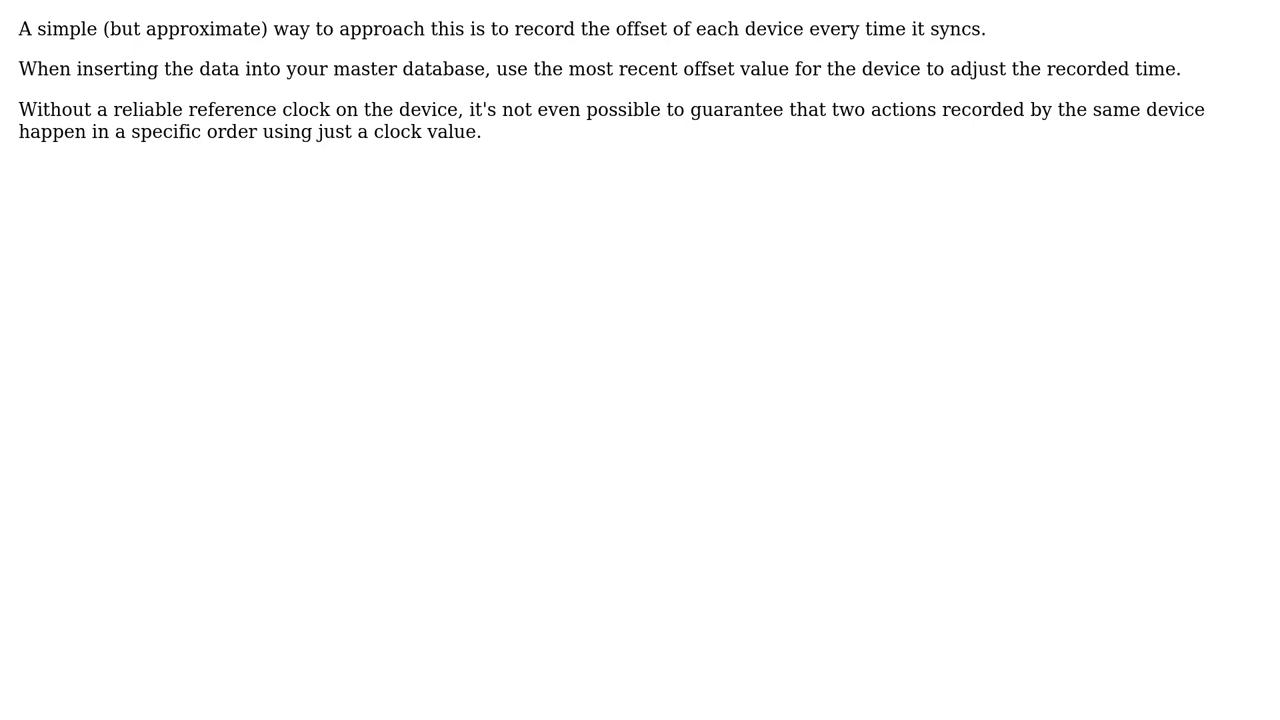 A simple (but approximate) way to approach this is to record the offset of each device every time it syncs.
When inserting the data into your master database, use the most recent offset value for the device to adjust the recorded time.
Without a reliable reference clock on the device, it's not even possible to guarantee that two actions recorded by the same device
happen in a specific order using just a clock value.